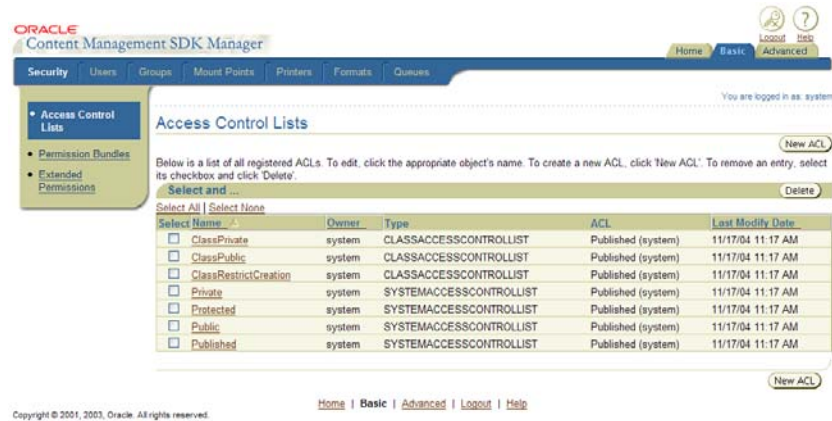 ORACLE
Content Management SDK Manager
Logout Help
Home Basic Advanced
Security Users Groups Mount Points Printers Formats Queues
You are logged in as: system
Access Control Lists
Permission Bundles
Extended Permissions
Access Control Lists
New ACL
Below is a list of all registered ACLs. To edit, click the appropriate object's name. To create a new ACL, click 'New ACL'. To remove an entry, select
its checkbox and click 'Delete'.
Select and ... Delete
Select All | Select None
Select Name Owner Type ACL Last Modify Date
ClassPrivate system CLASSACCESSCONTROLLIST Published (system) 11/17/04 11:17 AM
ClassPublic system CLASSACCESSCONTROLLIST Published (system) 11/17/04 11:17 AM
ClassRestrictCreation system CLASSACCESSCONTROLLIST Published (system) 11/17/04 11:17 AM
Private system SYSTEMACCESSCONTROLLIST Published (system) 11/17/04 11:17 AM
Protected system SYSTEMACCESSCONTROLLIST Published (system) 11/17/04 11:17 AM
Public system SYSTEMACCESSCONTROLLIST Published (system) 11/17/04 11:17 AM
Published system SYSTEMACCESSCONTROLLIST Published (system) 11/17/04 11:17 AM
New ACL
Home | Basic | Advanced | Logout | Help
Copyright © 2001, 2003, Oracle. All rights reserved.